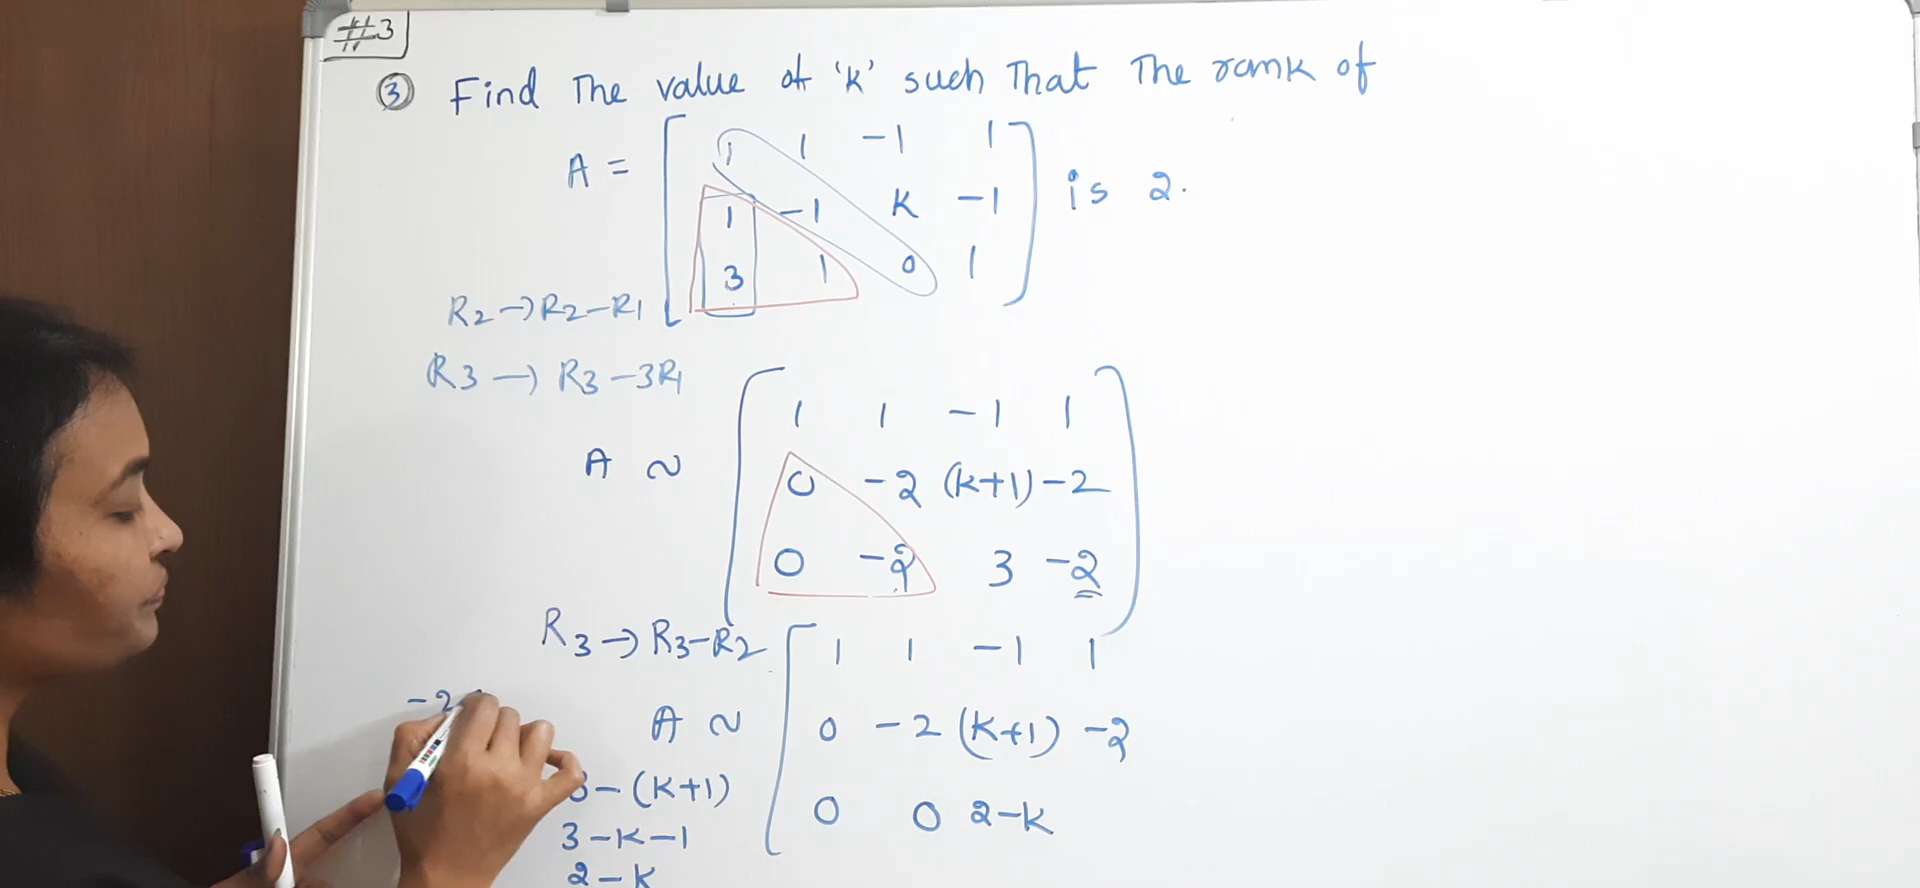 #3
③ Find The value of 'k' such That The rank of
A = [ 1 1 -1 1
1 -1 k -1
3 1 0 1 ] is 2.
R2→R2-R1
R3→R3-3R1
A ~ [ 1 1 -1 1
0 -2 (k+1) -2
0 -2 3 -2 ]
R3→R3-R2
A ~ [ 1 1 -1 1
0 -2 (k+1) -2
0 0 2-k
-2
3-(k+1)
3-k-1
2-k